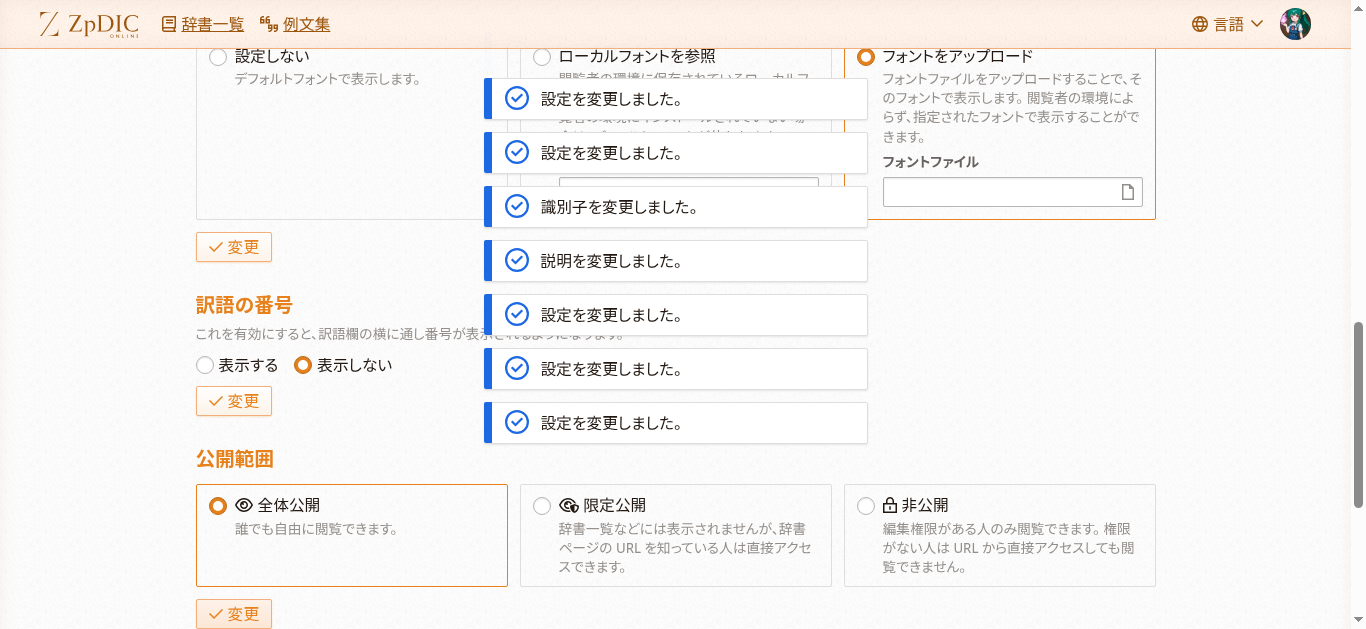 ZpDIC
ONLINE
辞書一覧
例文集
言語
設定しない
デフォルトフォントで表示します。
ローカルフォントを参照
フォントをアップロード
フォントファイルをアップロードすることで、そ
のフォントで表示します。閲覧者の環境によ
らず、指定されたフォントで表示することがで
きます。
フォントファイル
設定を変更しました。
設定を変更しました。
識別子を変更しました。
説明を変更しました。
設定を変更しました。
設定を変更しました。
設定を変更しました。
変更
訳語の番号
これを有効にすると、訳語欄の横に通し番号が表示されるようになります。
表示する
表示しない
変更
公開範囲
全体公開
誰でも自由に閲覧できます。
限定公開
辞書一覧などには表示されませんが、辞書
ページの URL を知っている人は直接アクセ
スできます。
非公開
編集権限がある人のみ閲覧できます。権限
がない人は URL から直接アクセスしても閲
覧できません。
変更